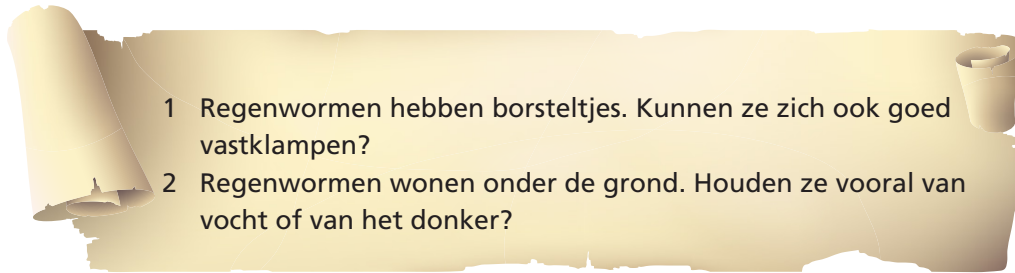 1 Regenwormen hebben borsteltjes. Kunnen ze zich ook goed
vastklampen?
2 Regenwormen wonen onder de grond. Houden ze vooral van
vocht of van het donker?